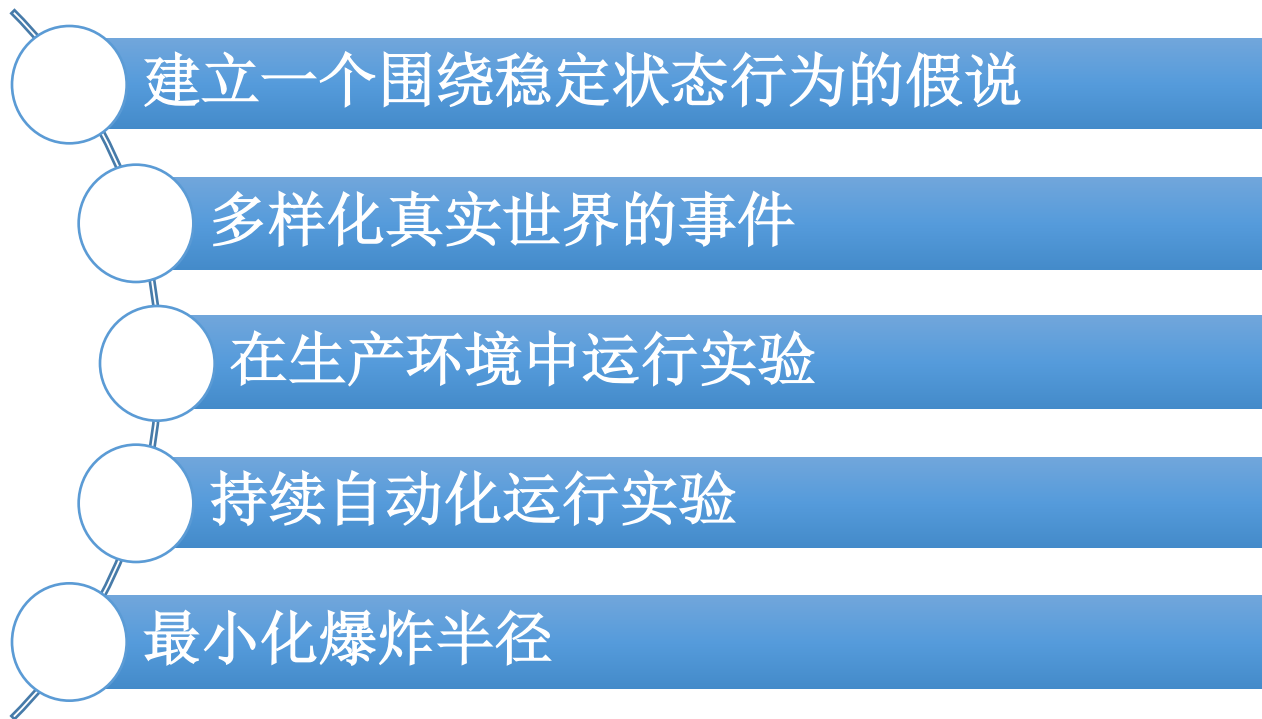 建立一个围绕稳定状态行为的假说
多样化真实世界的事件
在生产环境中运行实验
持续自动化运行实验
最小化爆炸半径